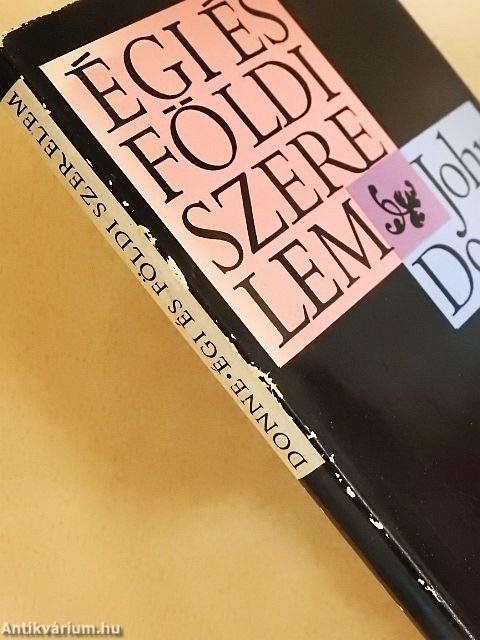 ÉGI ÉS
FÖLDI
SZERE
LEM
John
Do
DONNE • ÉGI ÉS FÖLDI SZERELEM
Antikvárium.hu